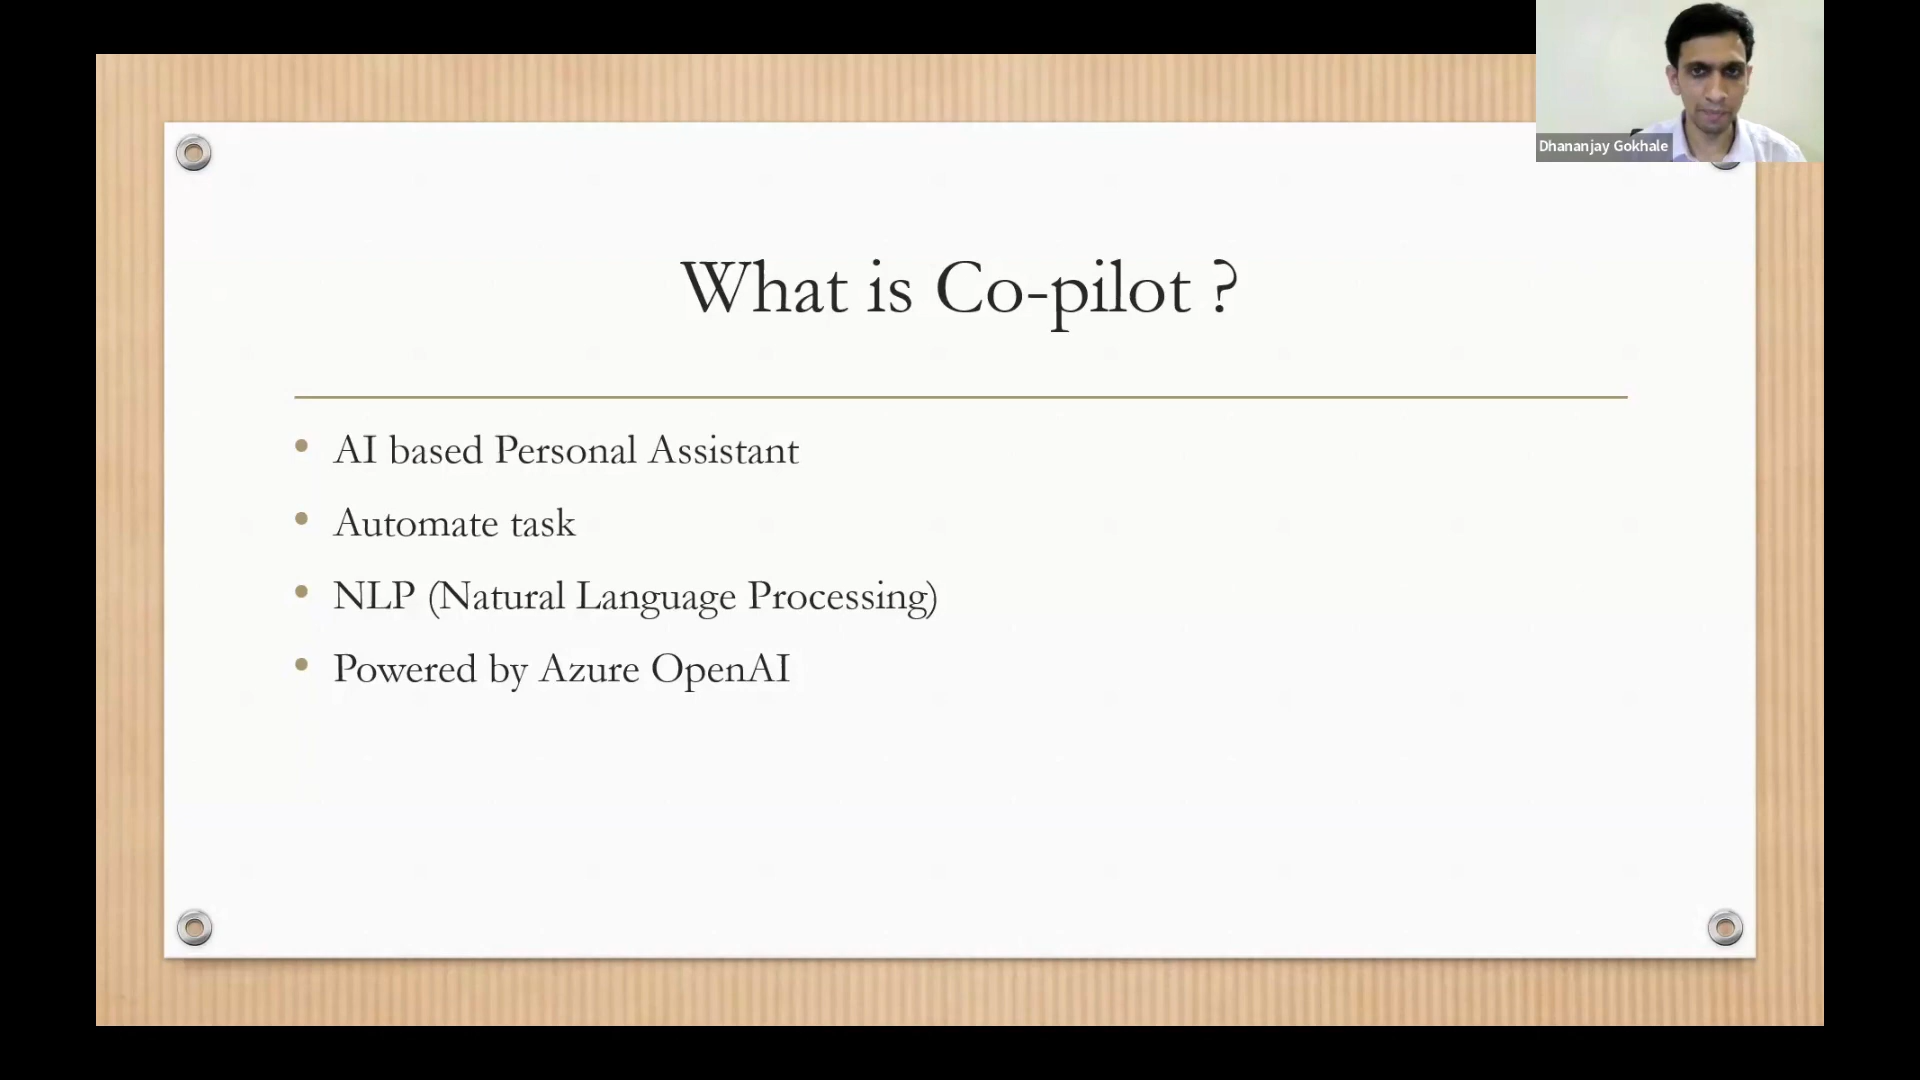 Dhananjay Gokhale
What is Co-pilot ?
• AI based Personal Assistant
• Automate task
• NLP (Natural Language Processing)
• Powered by Azure OpenAI